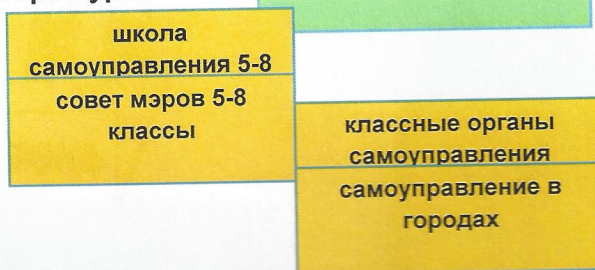 школа
самоуправления 5-8
совет мэров 5-8
классы
классные органы
самоуправления
самоуправление в
городах